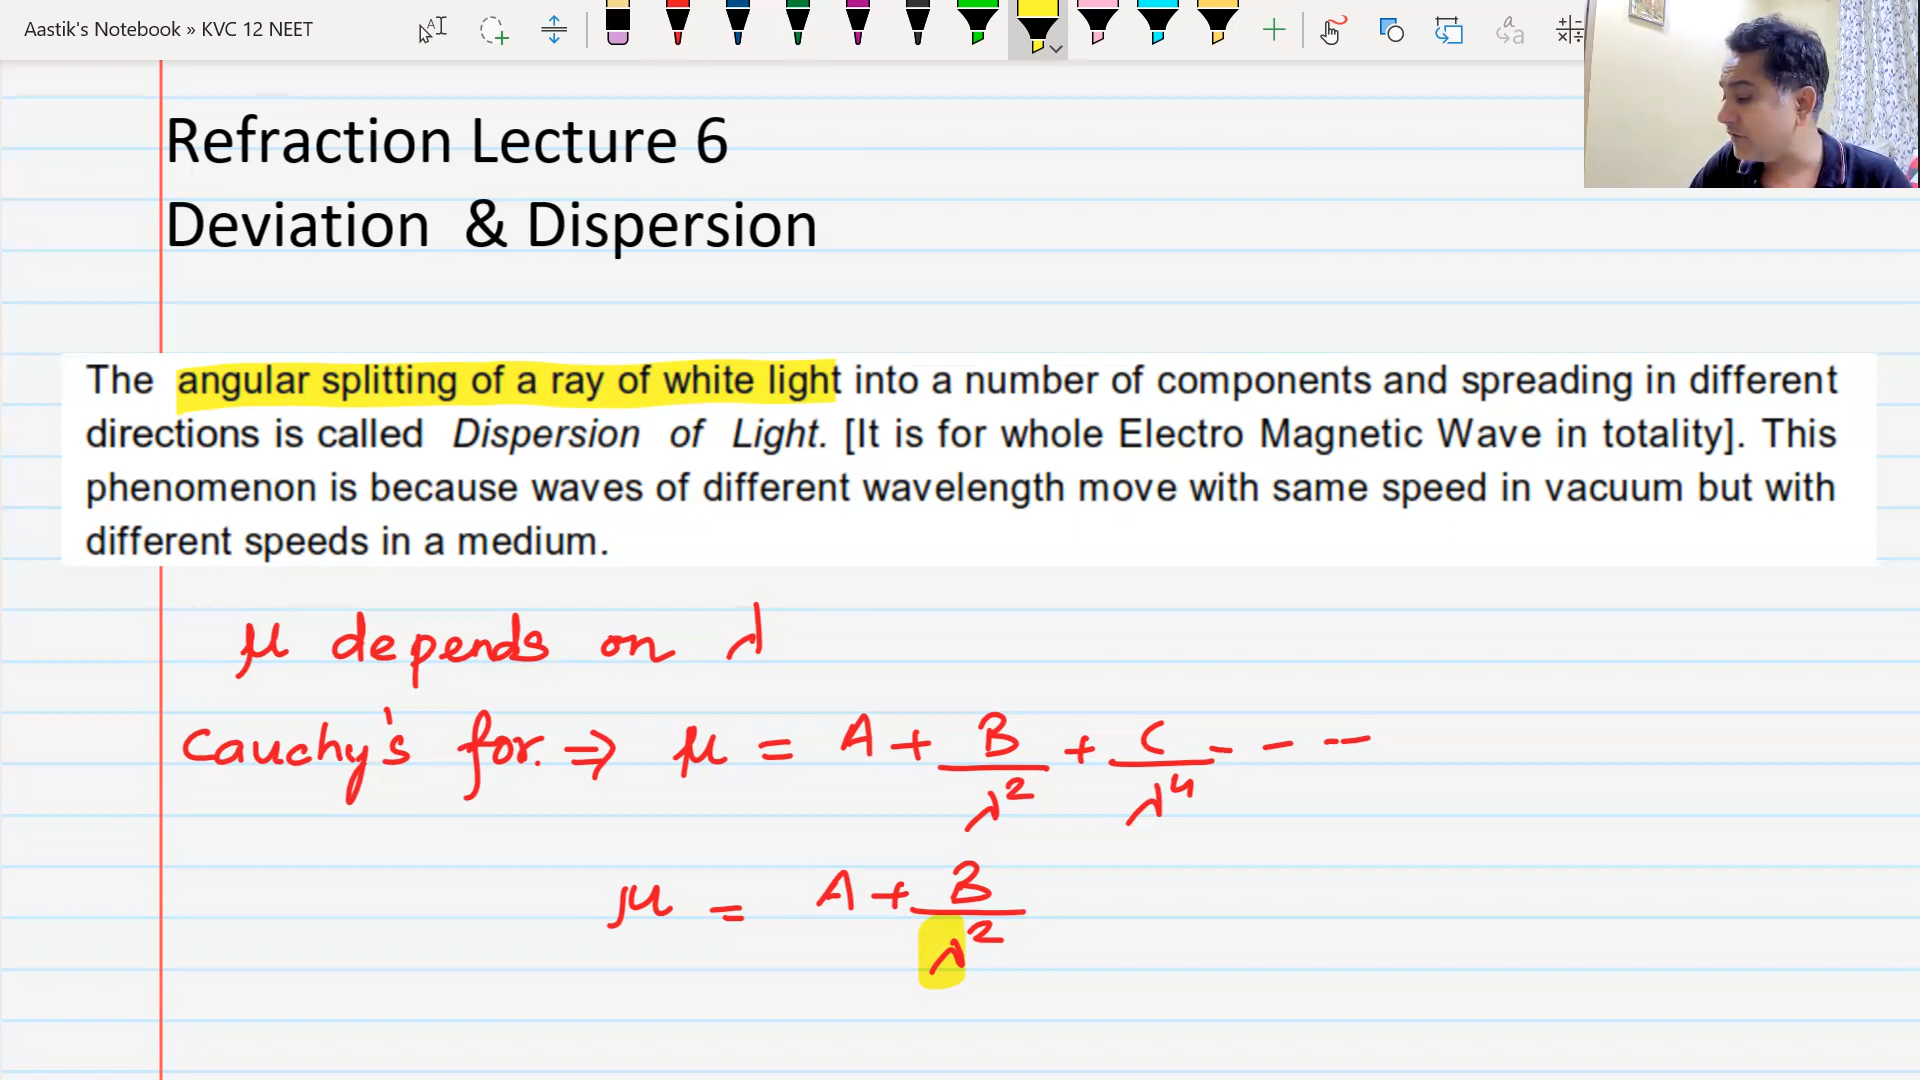 Aastik's Notebook » KVC 12 NEET
Refraction Lecture 6
Deviation & Dispersion
The angular splitting of a ray of white light into a number of components and spreading in different
directions is called Dispersion of Light. [It is for whole Electro Magnetic Wave in totality]. This
phenomenon is because waves of different wavelength move with same speed in vacuum but with
different speeds in a medium.
μ depends on λ
Cauchy's for. ⇒ μ = A + B/λ² + C/λ⁴ - - - -
μ = A + B/λ²